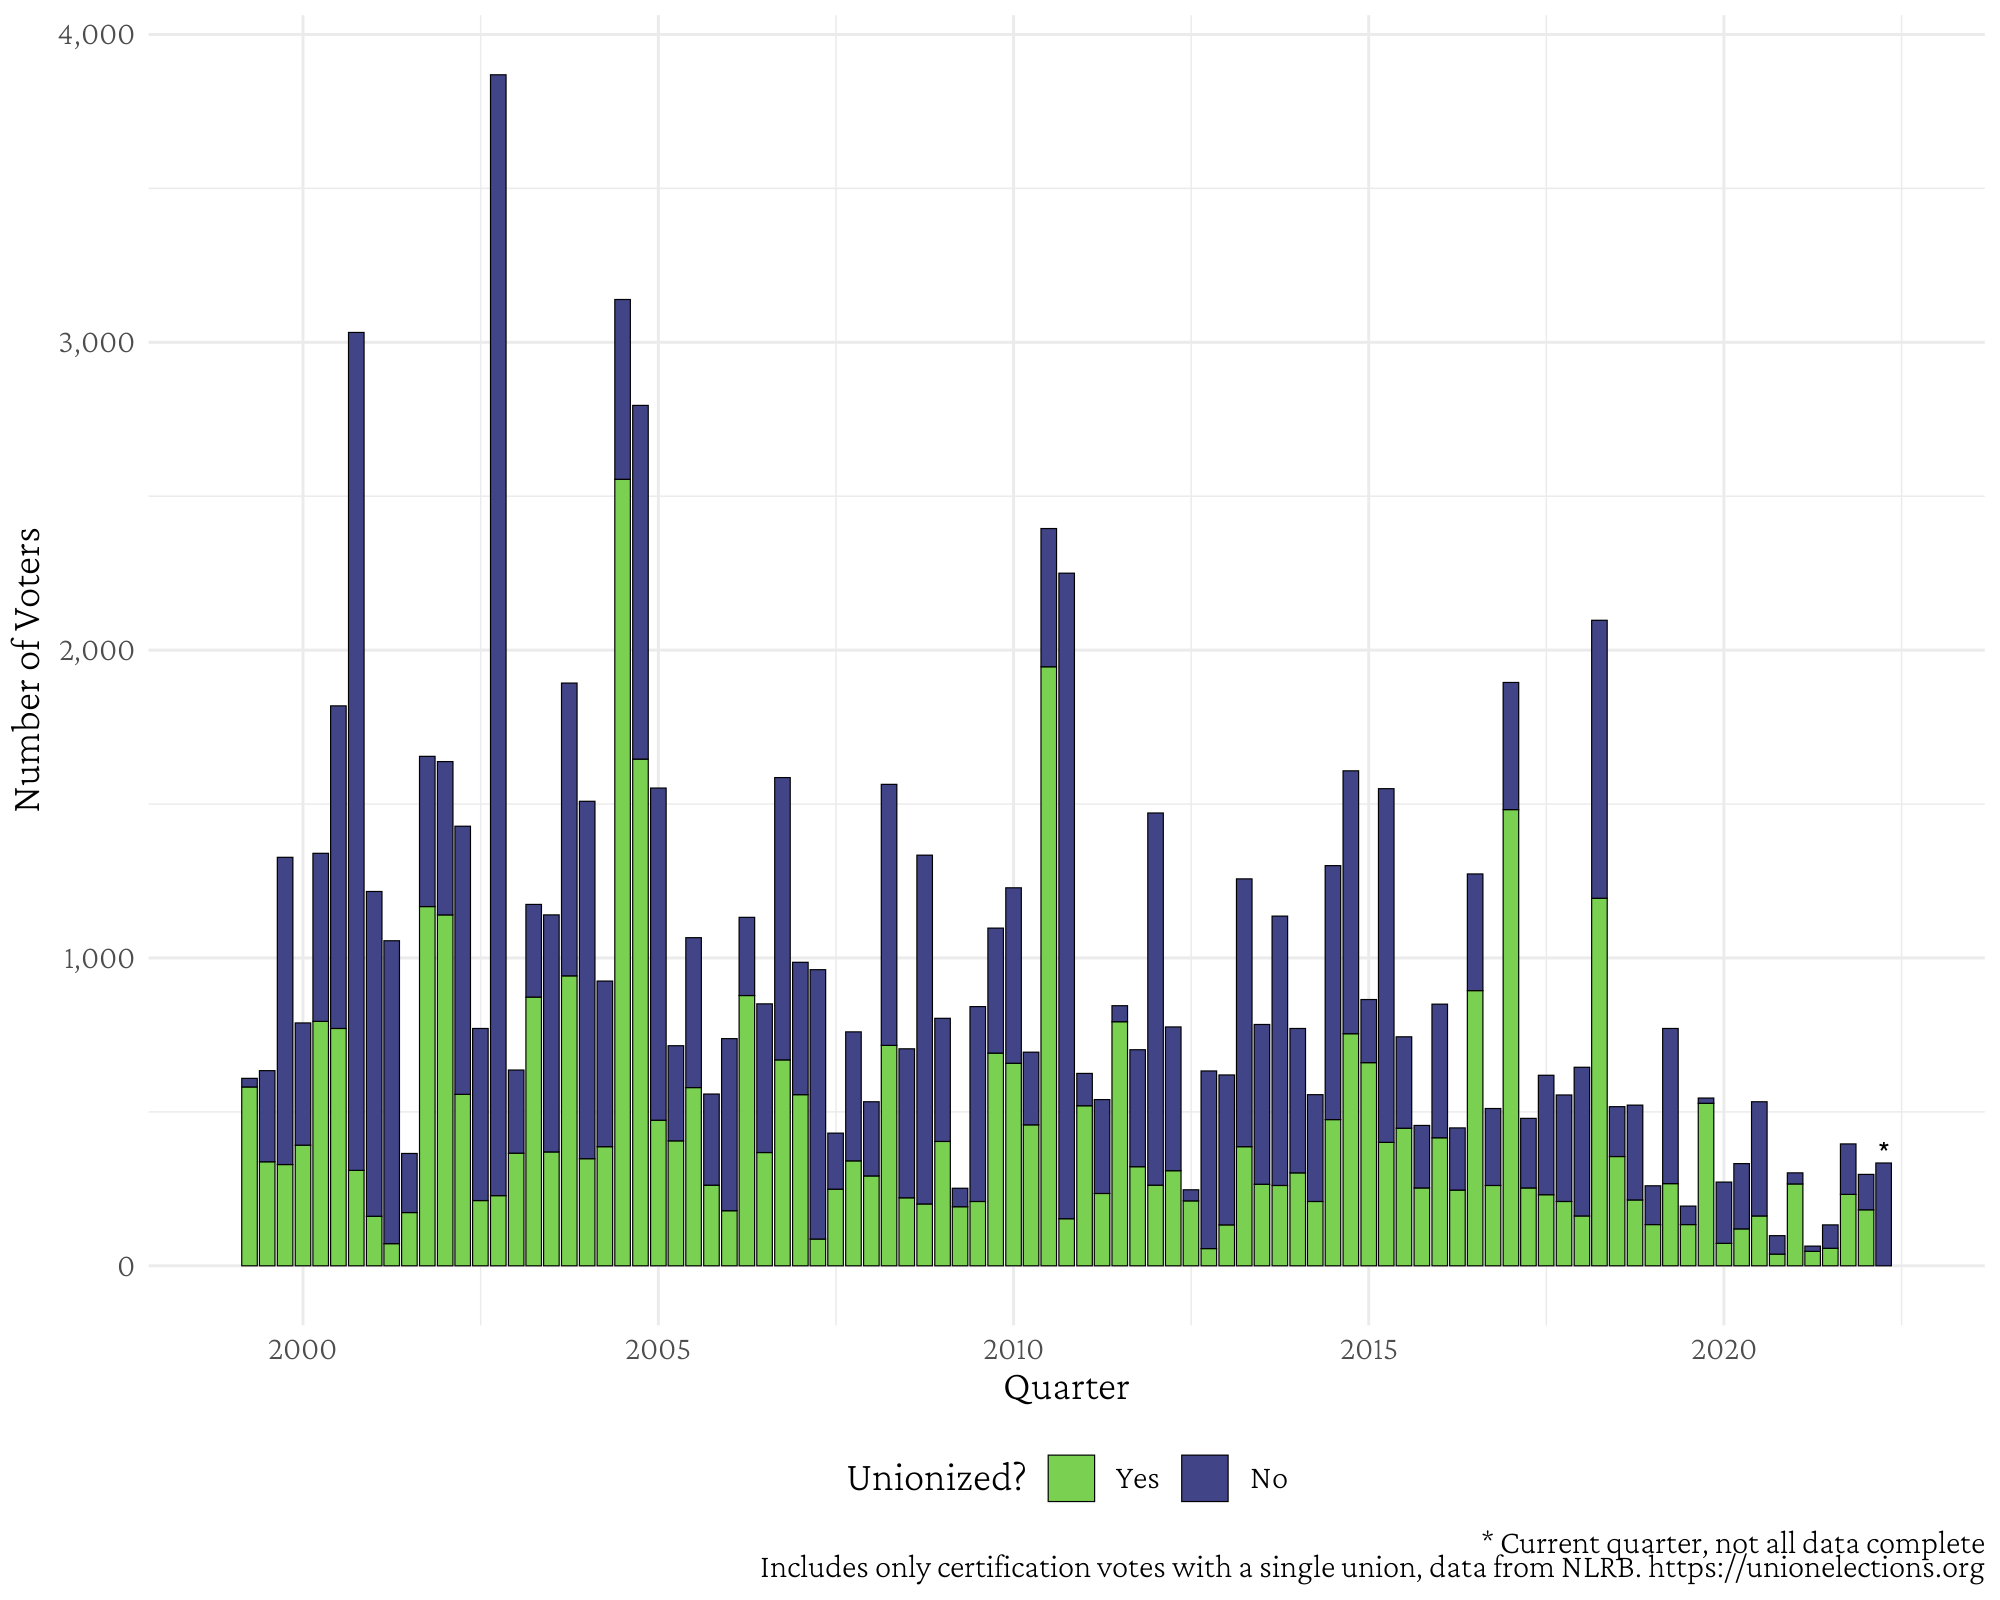 4,000
3,000
2,000
1,000
0
Number of Voters
2000 2005 2010 2015 2020
*
Quarter
Unionized? Yes No
* Current quarter, not all data complete
Includes only certification votes with a single union, data from NLRB. https://unionelections.org